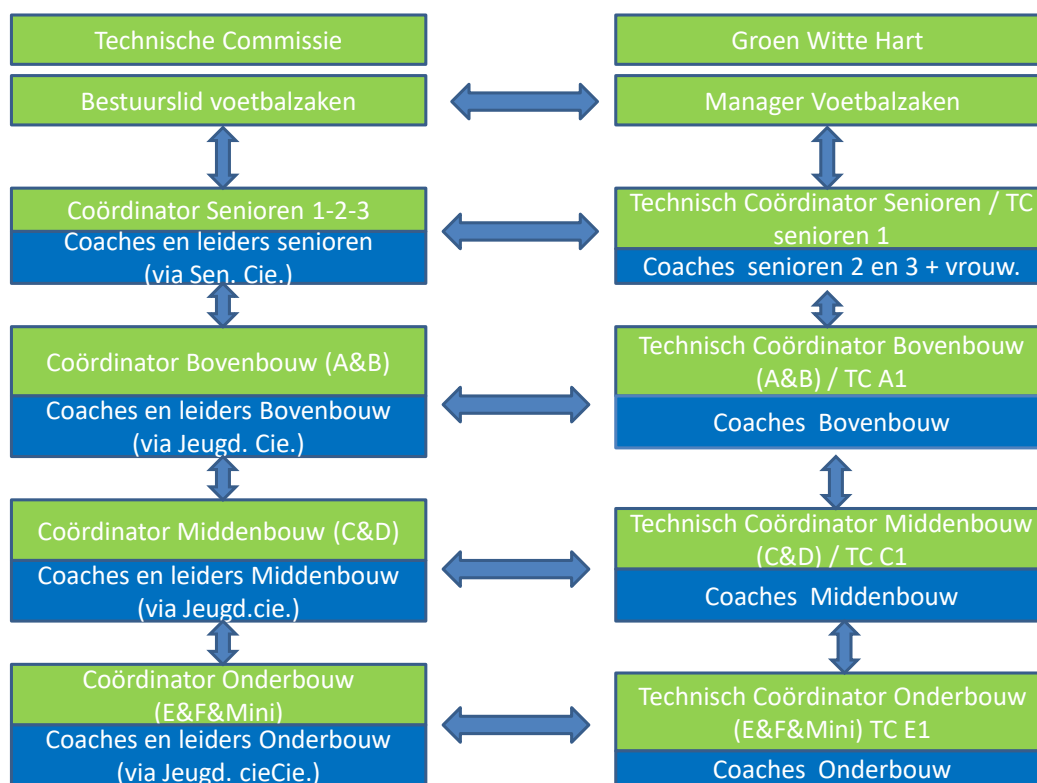 Technische Commissie
Groen Witte Hart
Bestuurslid voetbalzaken
Manager Voetbalzaken
Coördinator Senioren 1-2-3
Coaches en leiders senioren
(via Sen. Cie.)
Technisch Coördinator Senioren / TC
senioren 1
Coaches senioren 2 en 3 + vrouw.
Coördinator Bovenbouw (A&B)
Coaches en leiders Bovenbouw
(via Jeugd. Cie.)
Technisch Coördinator Bovenbouw
(A&B) / TC A1
Coaches Bovenbouw
Coördinator Middenbouw (C&D)
Coaches en leiders Middenbouw
(via Jeugd.cie.)
Technisch Coördinator Middenbouw
(C&D) / TC C1
Coaches Middenbouw
Coördinator Onderbouw
(E&F&Mini)
Coaches en leiders Onderbouw
(via Jeugd. cieCie.)
Technisch Coördinator Onderbouw
(E&F&Mini) TC E1
Coaches Onderbouw